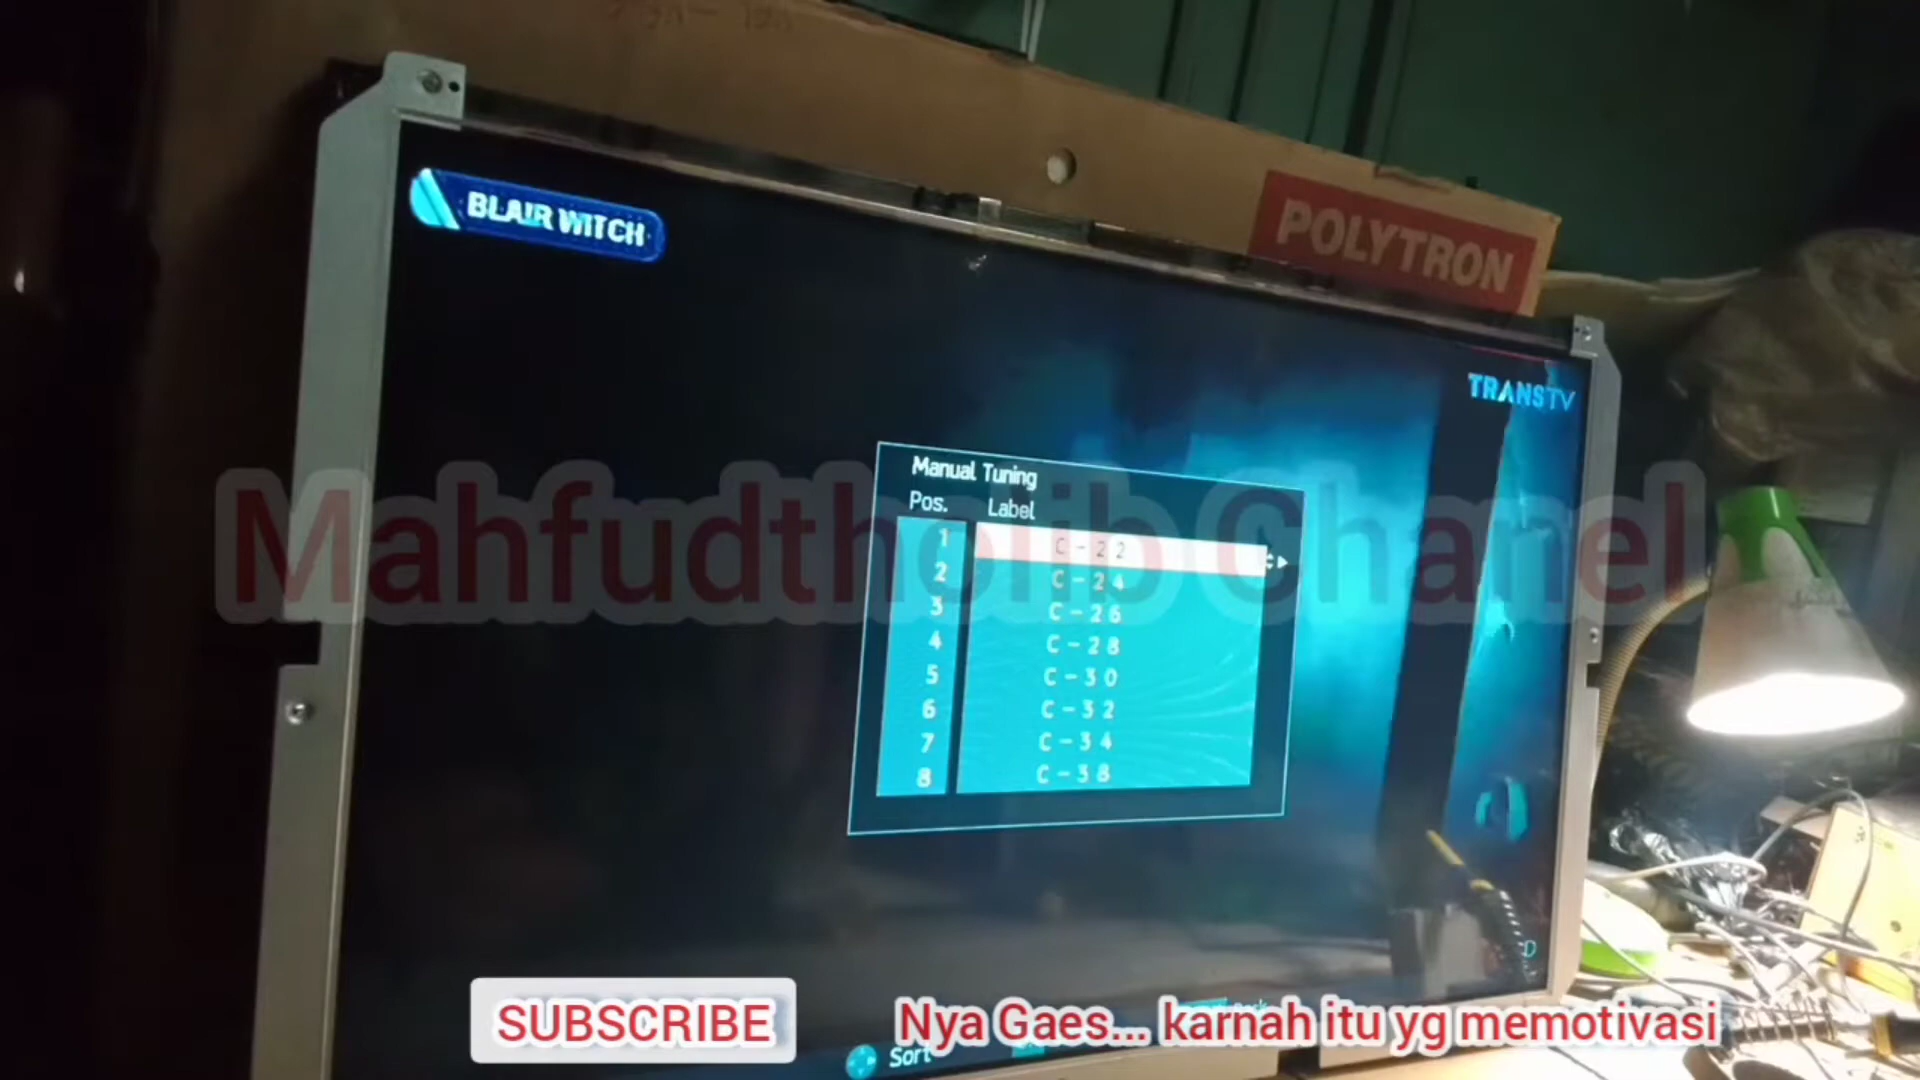 BLAIR WITCH
POLYTRON
TRANSTV
Manual Tuning
Pos. Label
1 C-22
2 C-24
3 C-26
4 C-28
5 C-30
6 C-32
7 C-34
8 C-38
Mahfudtholib Chanel
SUBSCRIBE
Nya Gaes... karnah itu yg memotivasi
Sort